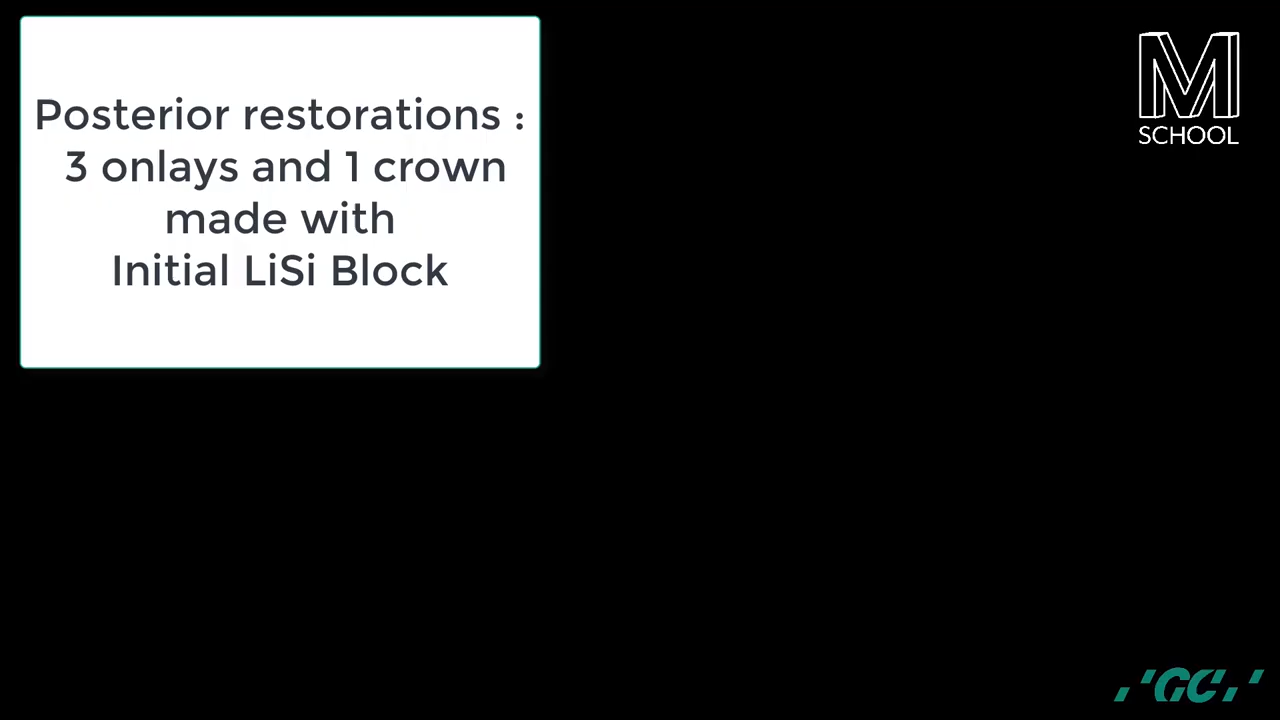 Posterior restorations :
3 onlays and 1 crown
made with
Initial LiSi Block
M
SCHOOL
GC